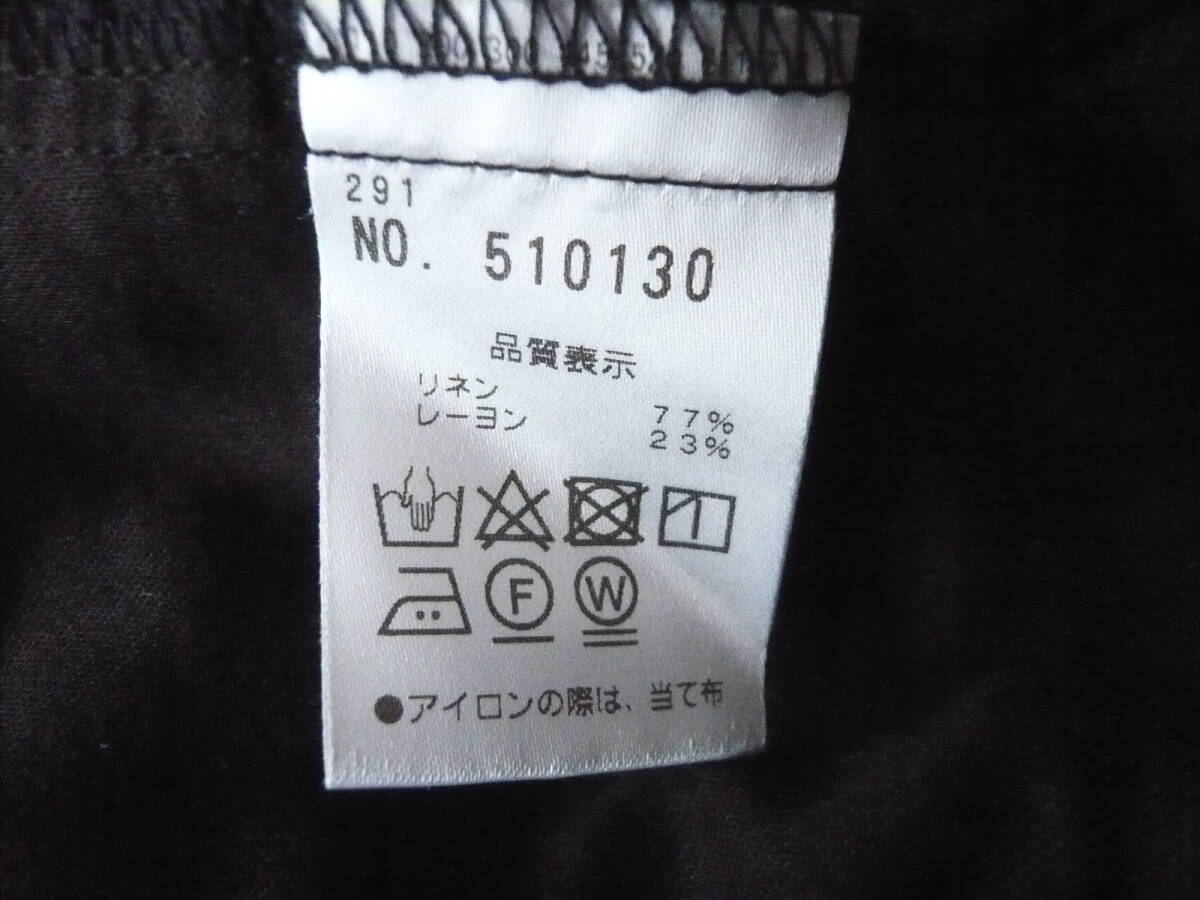 291
NO. 510130
品質表示
リネン 77%
レーヨン 23%
F W
●アイロンの際は、当て布